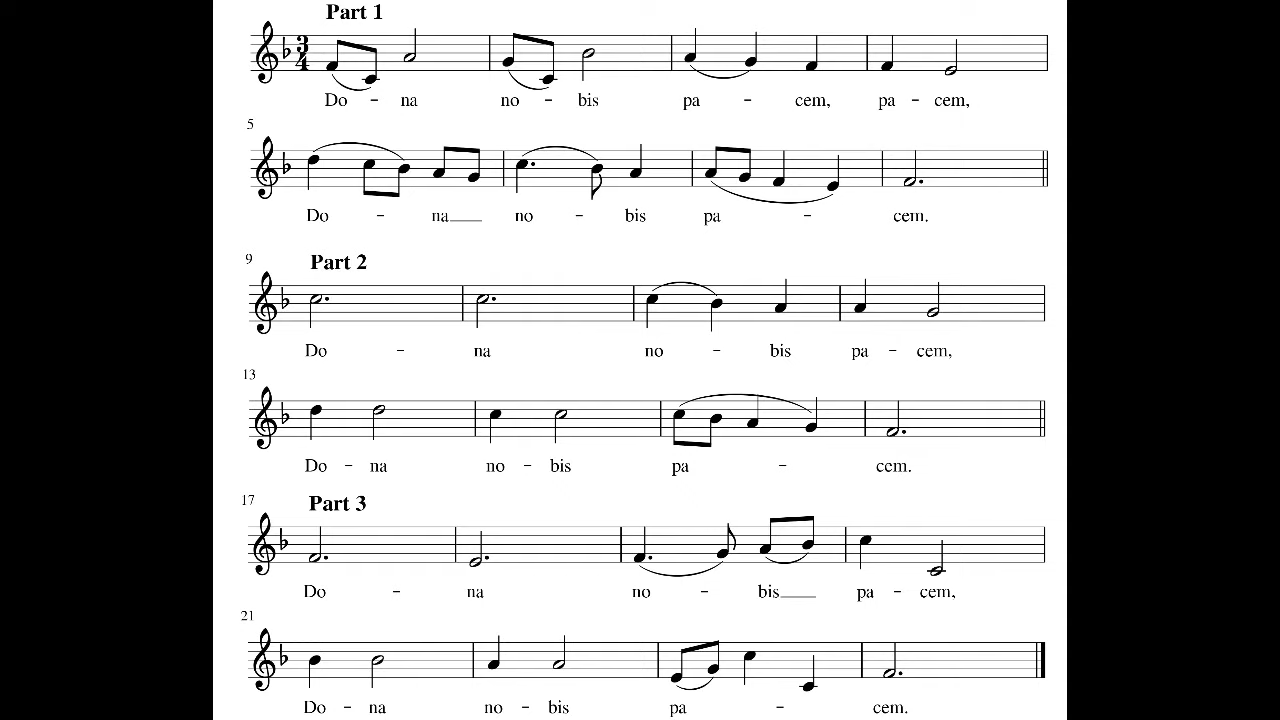 Part 1
3
4
Do - na no - bis pa - cem, pa - cem,
5
Do - na no - bis pa - cem.
9
Part 2
Do - na no - bis pa - cem,
13
Do - na no - bis pa - cem.
17
Part 3
Do - na no - bis pa - cem,
21
Do - na no - bis pa - cem.